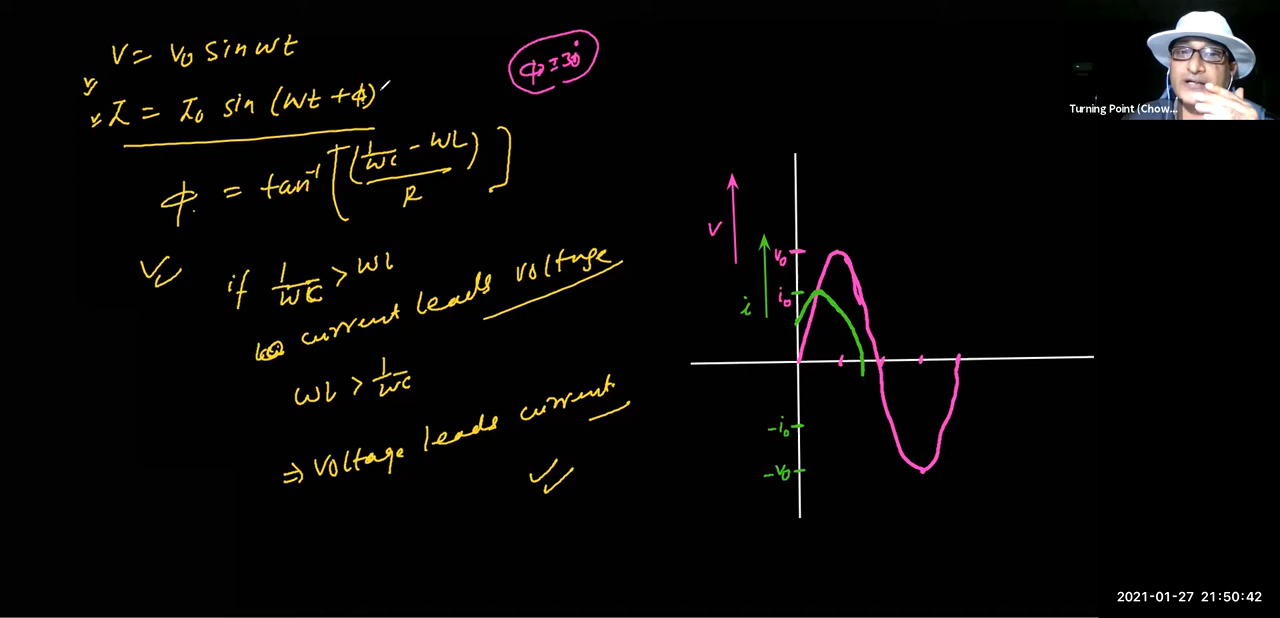 V = V₀ sin ωt
I = I₀ sin (ωt + ϕ)
ϕ = 30
ϕ = tan⁻¹ [ (1/ωC − ωL) / R ]
if 1/ωC > ωL
current leads voltage
ωL > 1/ωC
⇒ voltage leads current
V
i
V₀
i₀
−i₀
−V₀
Turning Point (Chow...
2021-01-27 21:50:42